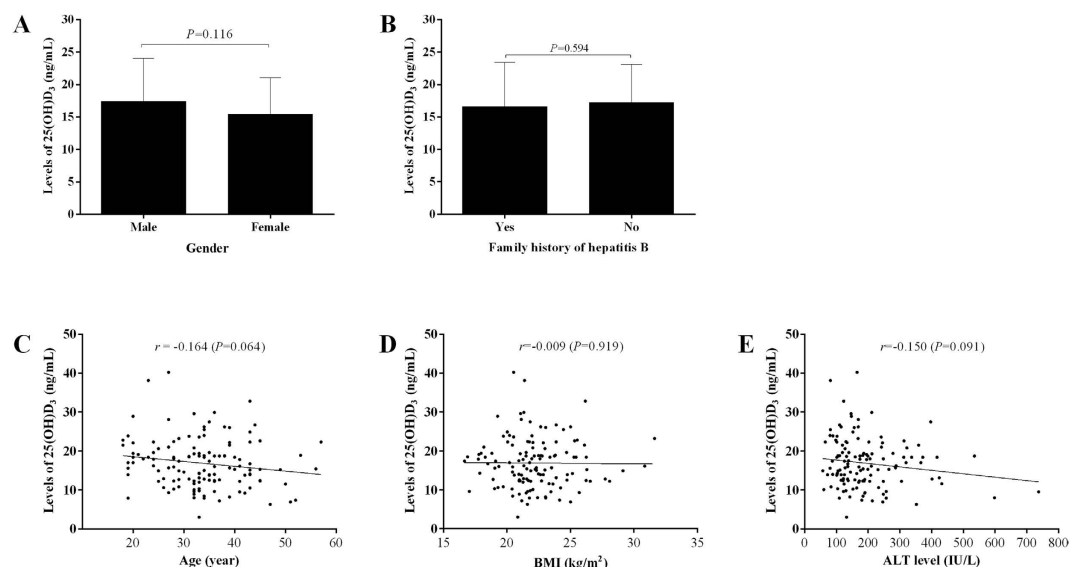 A
Levels of 25(OH)D3 (ng/mL)
30
25
20
15
10
5
0
P=0.116
Male
Female
Gender
B
Levels of 25(OH)D3 (ng/mL)
30
25
20
15
10
5
0
P=0.594
Yes
No
Family history of hepatitis B
C
Levels of 25(OH)D3 (ng/mL)
50
40
30
20
10
0
r = -0.164 (P=0.064)
20 30 40 50 60
Age (year)
D
Levels of 25(OH)D3 (ng/mL)
50
40
30
20
10
0
r=-0.009 (P=0.919)
15 20 25 30 35
BMI (kg/m²)
E
Levels of 25(OH)D3 (ng/mL)
50
40
30
20
10
0
r=-0.150 (P=0.091)
0 100 200 300 400 500 600 700 800
ALT level (IU/L)